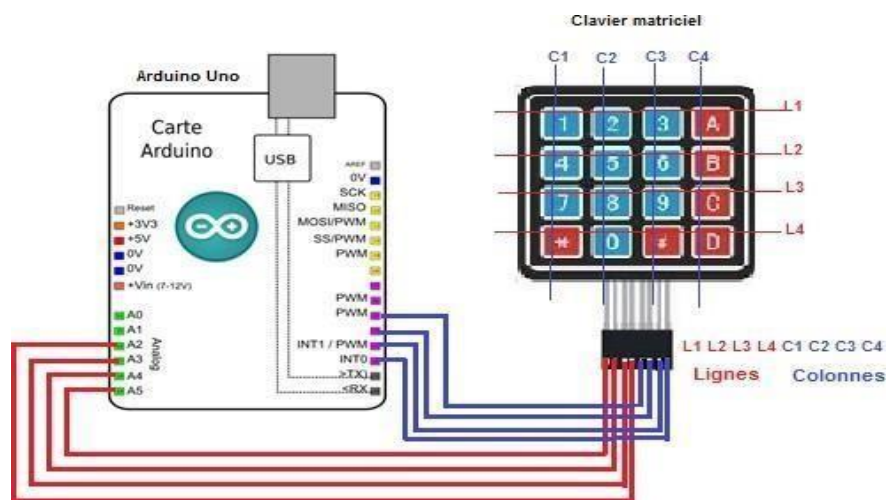 Clavier matriciel
C1 C2 C3 C4
Arduino Uno
Carte
Arduino
USB
AREF
0V
SCK
MISO
MOSI/PWM
SS/PWM
PWM
PWM
PWM
INT1 / PWM
INT0
>TX)
<RX
Reset
+3V3
+5V
0V
0V
+Vin (7-12V)
A0
A1
A2
A3
A4
A5
Analog
1 2 3 A L1
4 5 6 B L2
7 8 9 C L3
* 0 # D L4
L1 L2 L3 L4 C1 C2 C3 C4
Lignes Colonnes